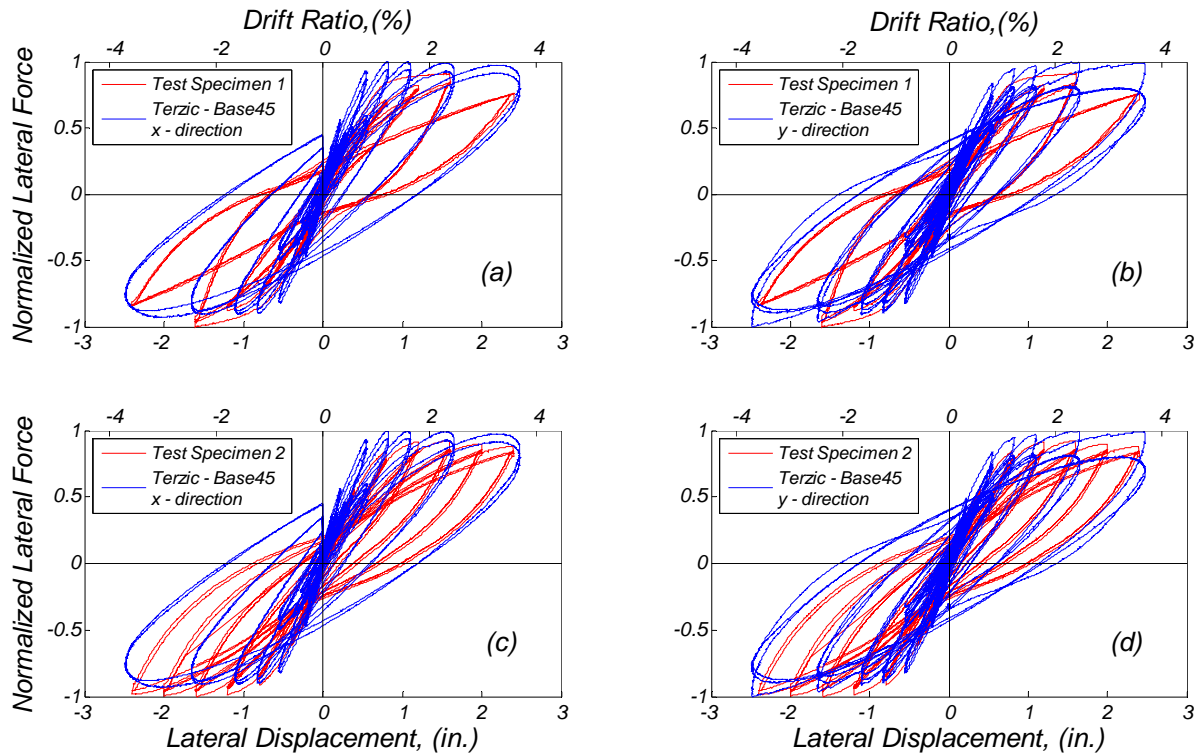 Drift Ratio,(%)
-4 -2 0 2 4
1
0.5
0
-0.5
-1
Normalized Lateral Force
Test Specimen 1
Terzic - Base45
x - direction
(a)
-3 -2 -1 0 1 2 3
Drift Ratio,(%)
-4 -2 0 2 4
1
0.5
0
-0.5
-1
Test Specimen 1
Terzic - Base45
y - direction
(b)
-3 -2 -1 0 1 2 3
-4 -2 0 2 4
1
0.5
0
-0.5
-1
Normalized Lateral Force
Test Specimen 2
Terzic - Base45
x - direction
(c)
-3 -2 -1 0 1 2 3
Lateral Displacement, (in.)
-4 -2 0 2 4
1
0.5
0
-0.5
-1
Test Specimen 2
Terzic - Base45
y - direction
(d)
-3 -2 -1 0 1 2 3
Lateral Displacement, (in.)